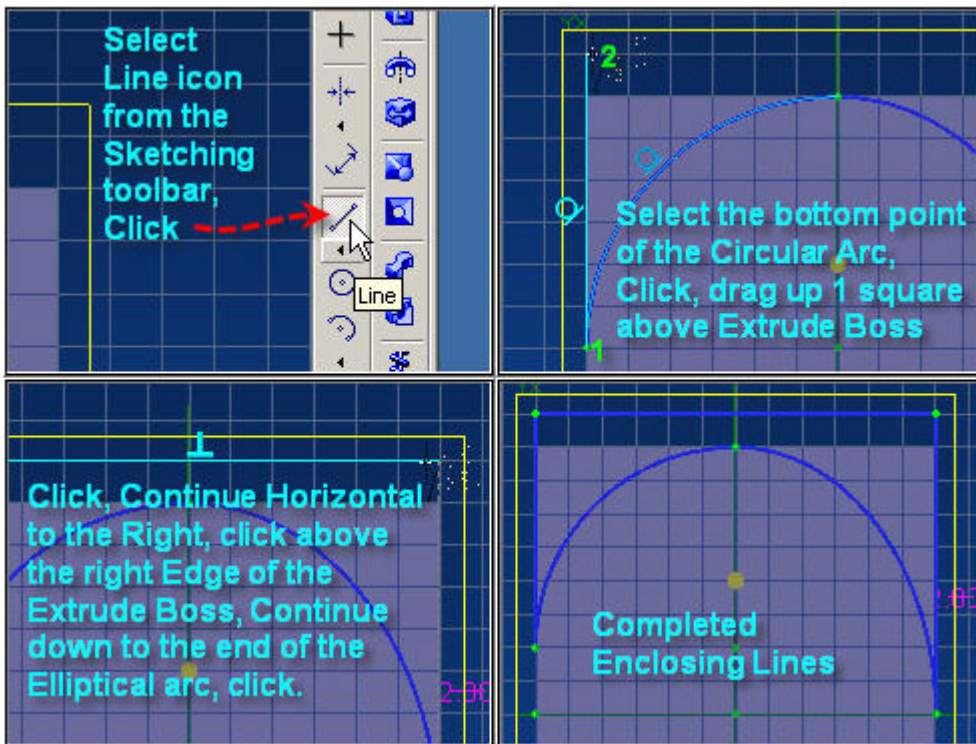 Select
Line icon
from the
Sketching
toolbar,
Click
Line
2
Select the bottom point
of the Circular Arc,
Click, drag up 1 square
above Extrude Boss
1
Click, Continue Horizontal
to the Right, click above
the right Edge of the
Extrude Boss, Continue
down to the end of the
Elliptical arc, click.
Completed
Enclosing Lines